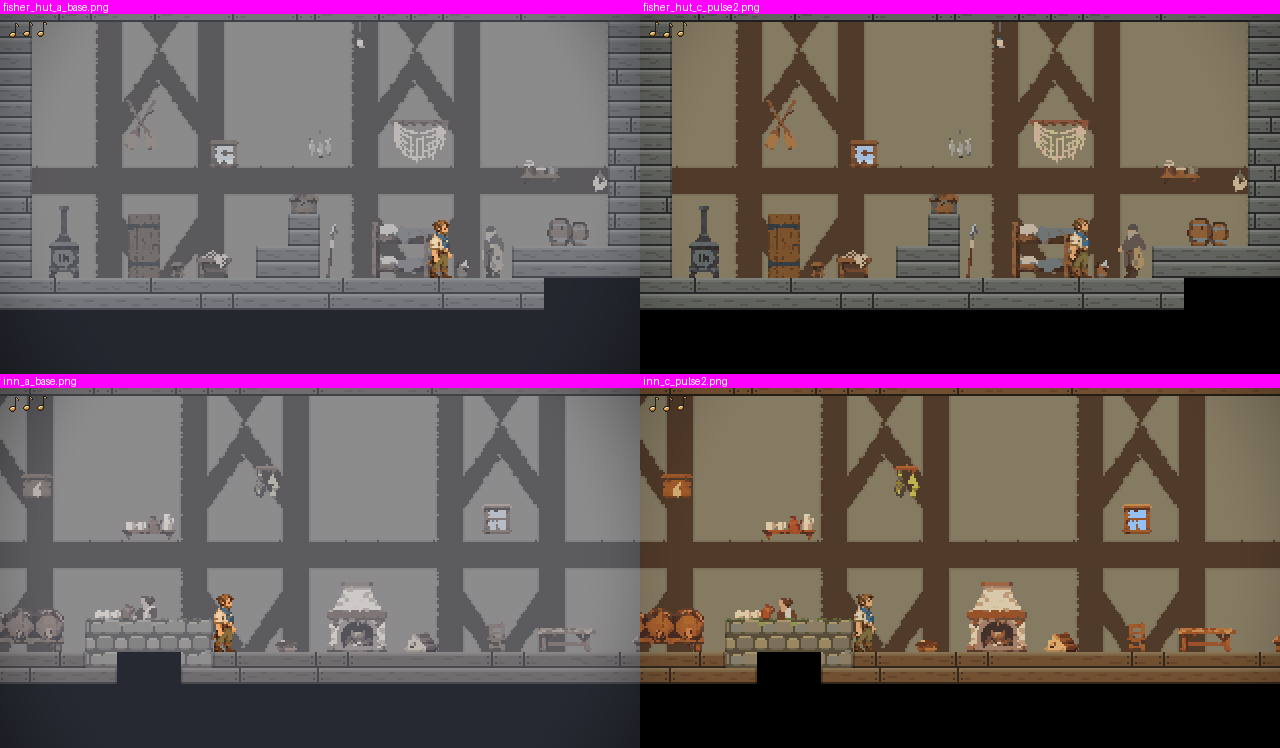 fisher_hut_a_base.png
fisher_hut_c_pulse2.png
inn_a_base.png
inn_c_pulse2.png